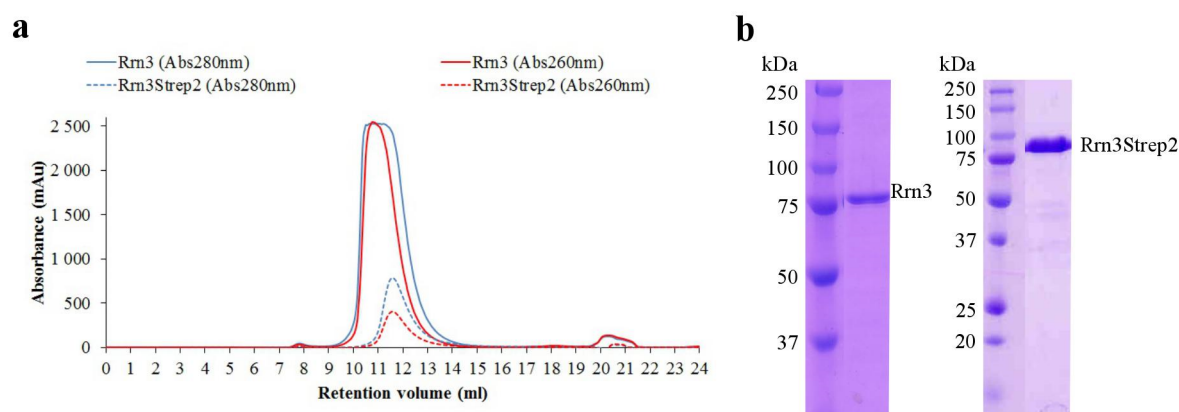 a
Rrn3 (Abs280nm)
Rrn3 (Abs260nm)
Rrn3Strep2 (Abs280nm)
Rrn3Strep2 (Abs260nm)
Absorbance (mAu)
2 500
2 000
1 500
1 000
500
0
0 1 2 3 4 5 6 7 8 9 10 11 12 13 14 15 16 17 18 19 20 21 22 23 24
Retention volume (ml)
b
kDa
250
150
100
75
50
37
Rrn3
kDa
250
150
100
75
50
37
25
20
Rrn3Strep2